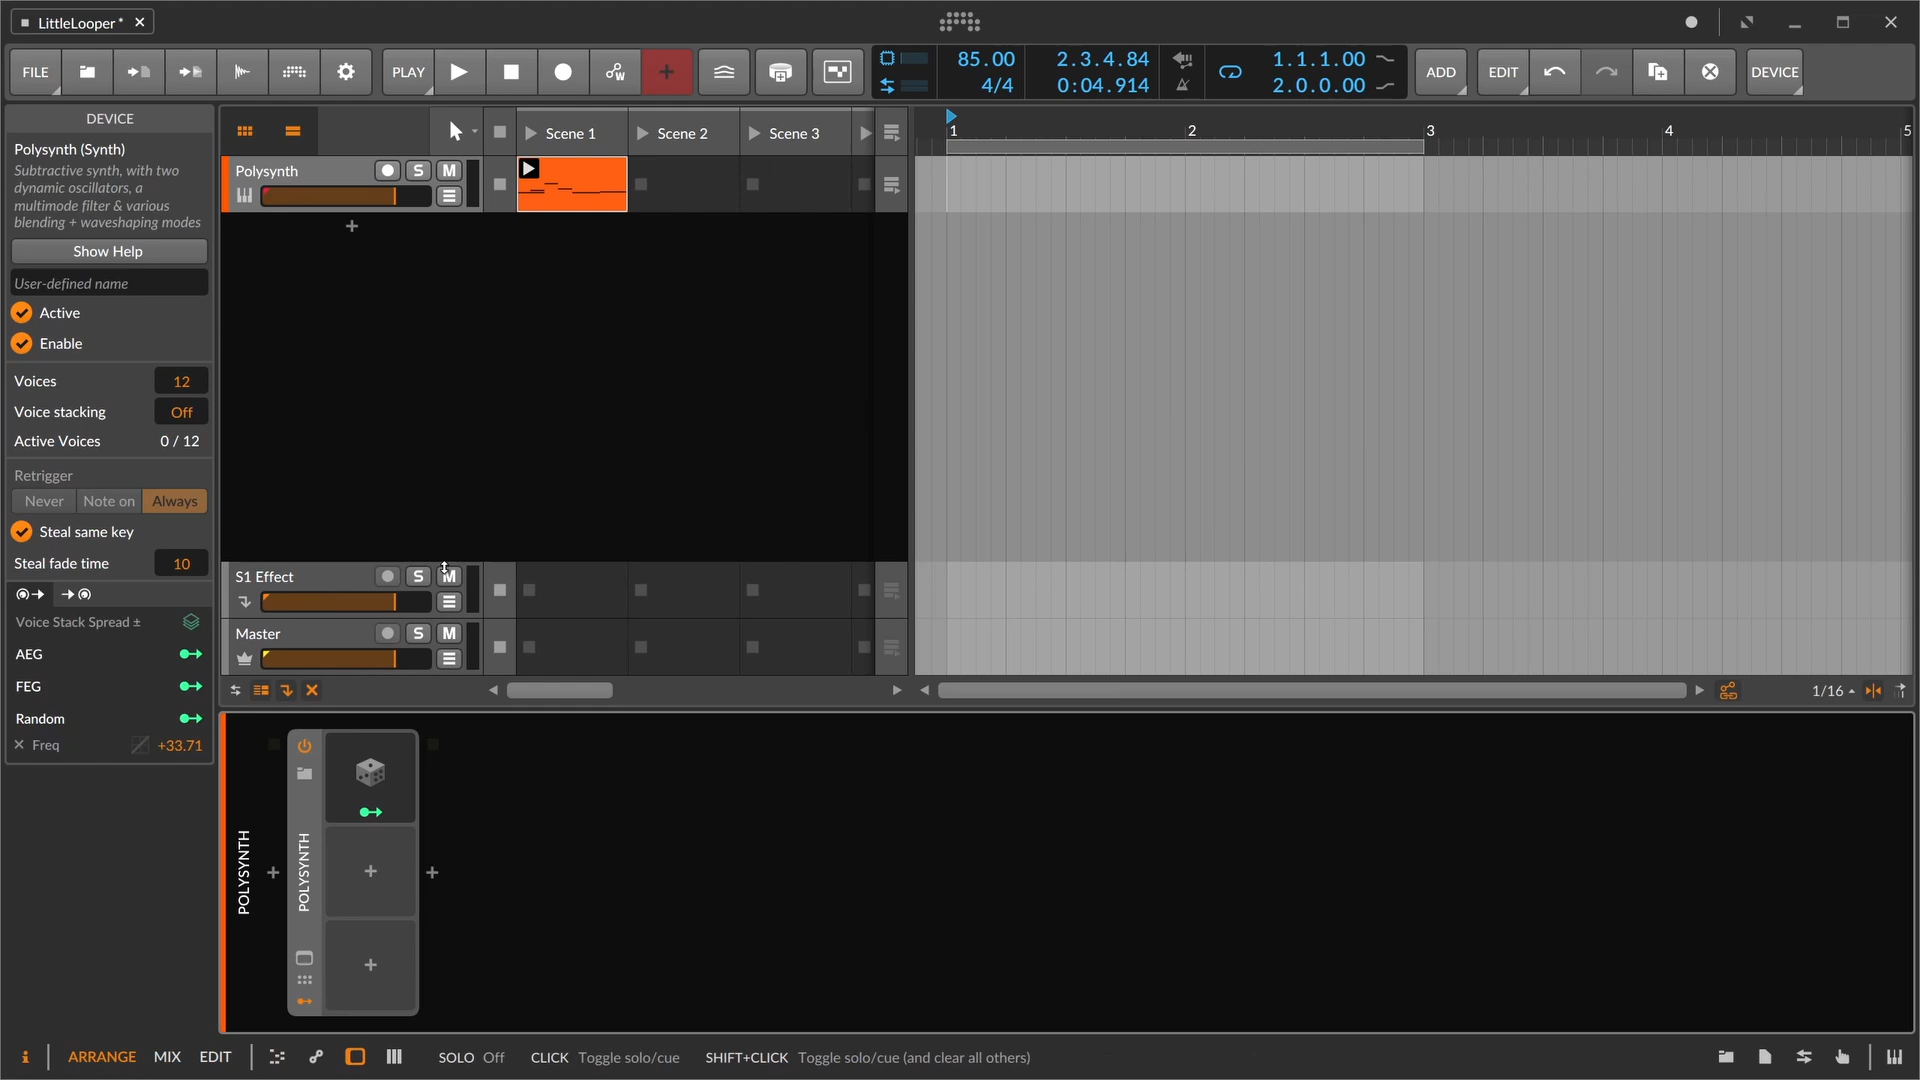 LittleLooper *
FILE
PLAY
85.00
4/4
2.3.4.84
0:04.914
1.1.1.00
2.0.0.00
ADD
EDIT
DEVICE
DEVICE
Polysynth (Synth)
Subtractive synth, with two
dynamic oscillators, a
multimode filter & various
blending + waveshaping modes
Show Help
User-defined name
Active
Enable
Voices 12
Voice stacking Off
Active Voices 0 / 12
Retrigger
Never Note on Always
Steal same key
Steal fade time 10
Voice Stack Spread ±
AEG
FEG
Random
Freq +33.71
Scene 1 Scene 2 Scene 3
1 2 3 4 5
Polysynth S M
S1 Effect S M
Master S M
1/16
POLYSYNTH
POLYSYNTH
i ARRANGE MIX EDIT SOLO Off CLICK Toggle solo/cue SHIFT+CLICK Toggle solo/cue (and clear all others)